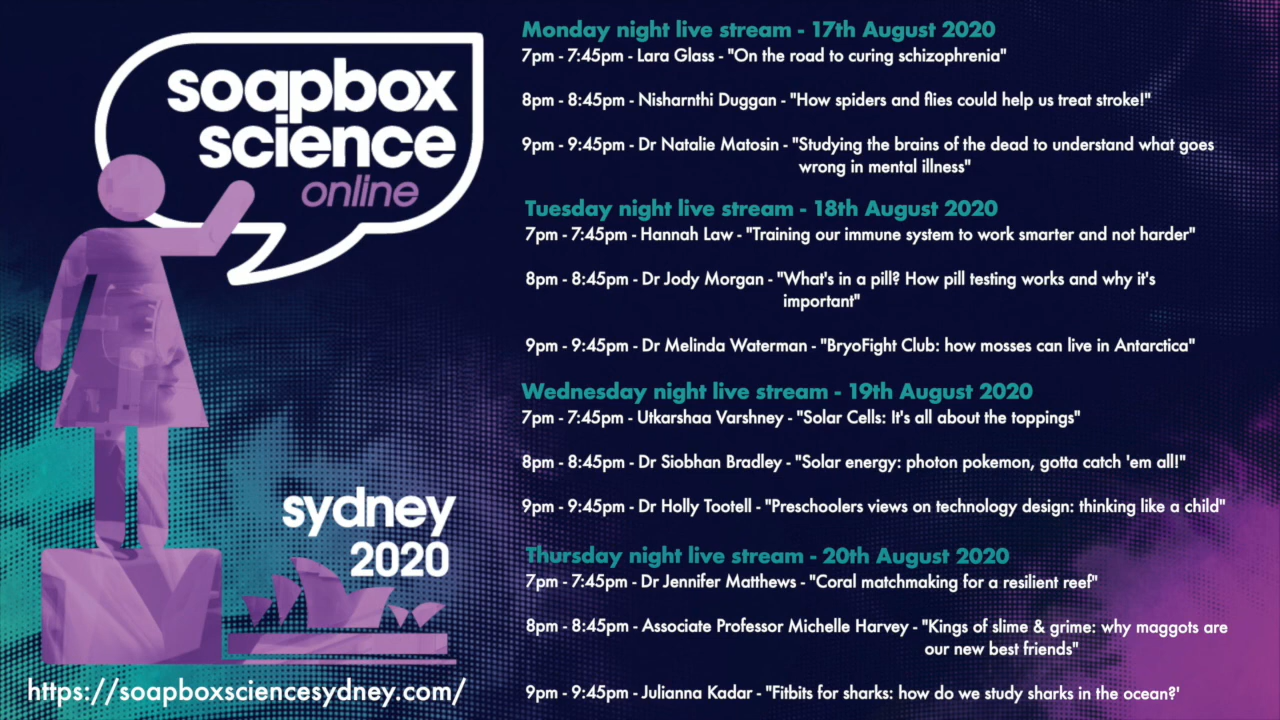 soapbox
science
online
sydney
2020
https://soapboxsciencesydney.com/
Monday night live stream - 17th August 2020
7pm - 7:45pm - Lara Glass - "On the road to curing schizophrenia"
8pm - 8:45pm - Nisharnthi Duggan - "How spiders and flies could help us treat stroke!"
9pm - 9:45pm - Dr Natalie Matosin - "Studying the brains of the dead to understand what goes
wrong in mental illness"
Tuesday night live stream - 18th August 2020
7pm - 7:45pm - Hannah Law - "Training our immune system to work smarter and not harder"
8pm - 8:45pm - Dr Jody Morgan - "What's in a pill? How pill testing works and why it's
important"
9pm - 9:45pm - Dr Melinda Waterman - "BryoFight Club: how mosses can live in Antarctica"
Wednesday night live stream - 19th August 2020
7pm - 7:45pm - Utkarshaa Varshney - "Solar Cells: It's all about the toppings"
8pm - 8:45pm - Dr Siobhan Bradley - "Solar energy: photon pokemon, gotta catch 'em all!"
9pm - 9:45pm - Dr Holly Tootell - "Preschoolers views on technology design: thinking like a child"
Thursday night live stream - 20th August 2020
7pm - 7:45pm - Dr Jennifer Matthews - "Coral matchmaking for a resilient reef"
8pm - 8:45pm - Associate Professor Michelle Harvey - "Kings of slime & grime: why maggots are
our new best friends"
9pm - 9:45pm - Julianna Kadar - "Fitbits for sharks: how do we study sharks in the ocean?'